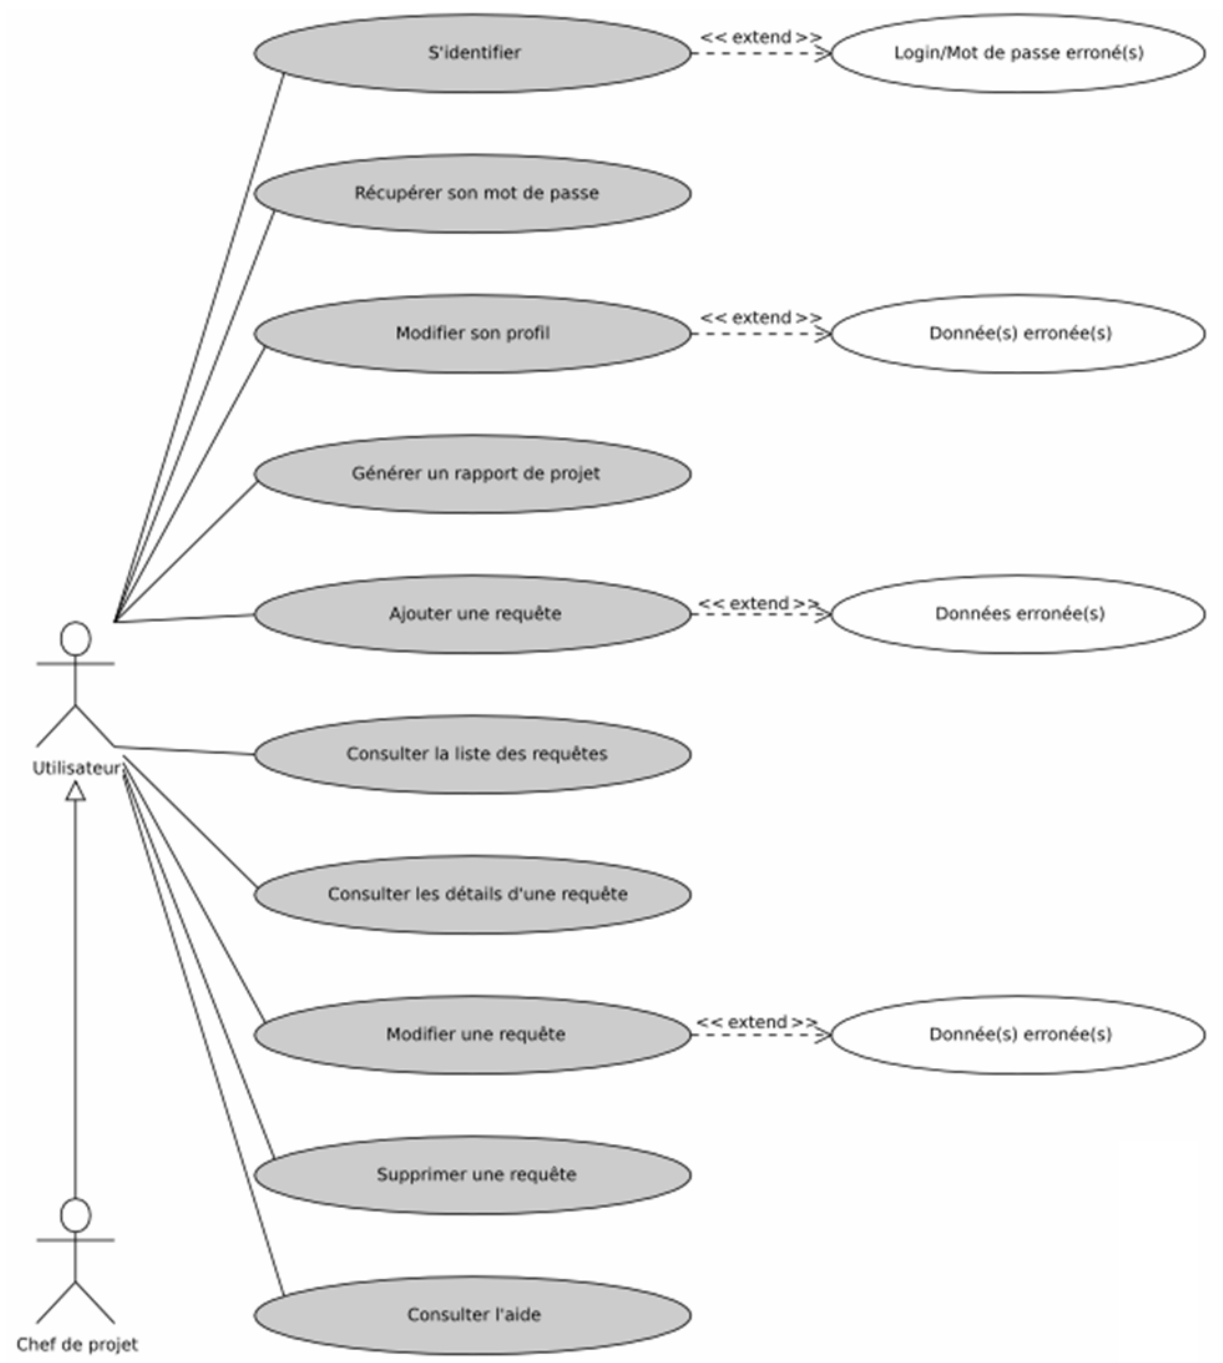 S'identifier
<< extend >>
Login/Mot de passe erroné(s)
Récupérer son mot de passe
Modifier son profil
<< extend >>
Donnée(s) erronée(s)
Générer un rapport de projet
Ajouter une requête
<< extend >>
Données erronée(s)
Consulter la liste des requêtes
Utilisateur
Consulter les détails d'une requête
Modifier une requête
<< extend >>
Donnée(s) erronée(s)
Supprimer une requête
Consulter l'aide
Chef de projet